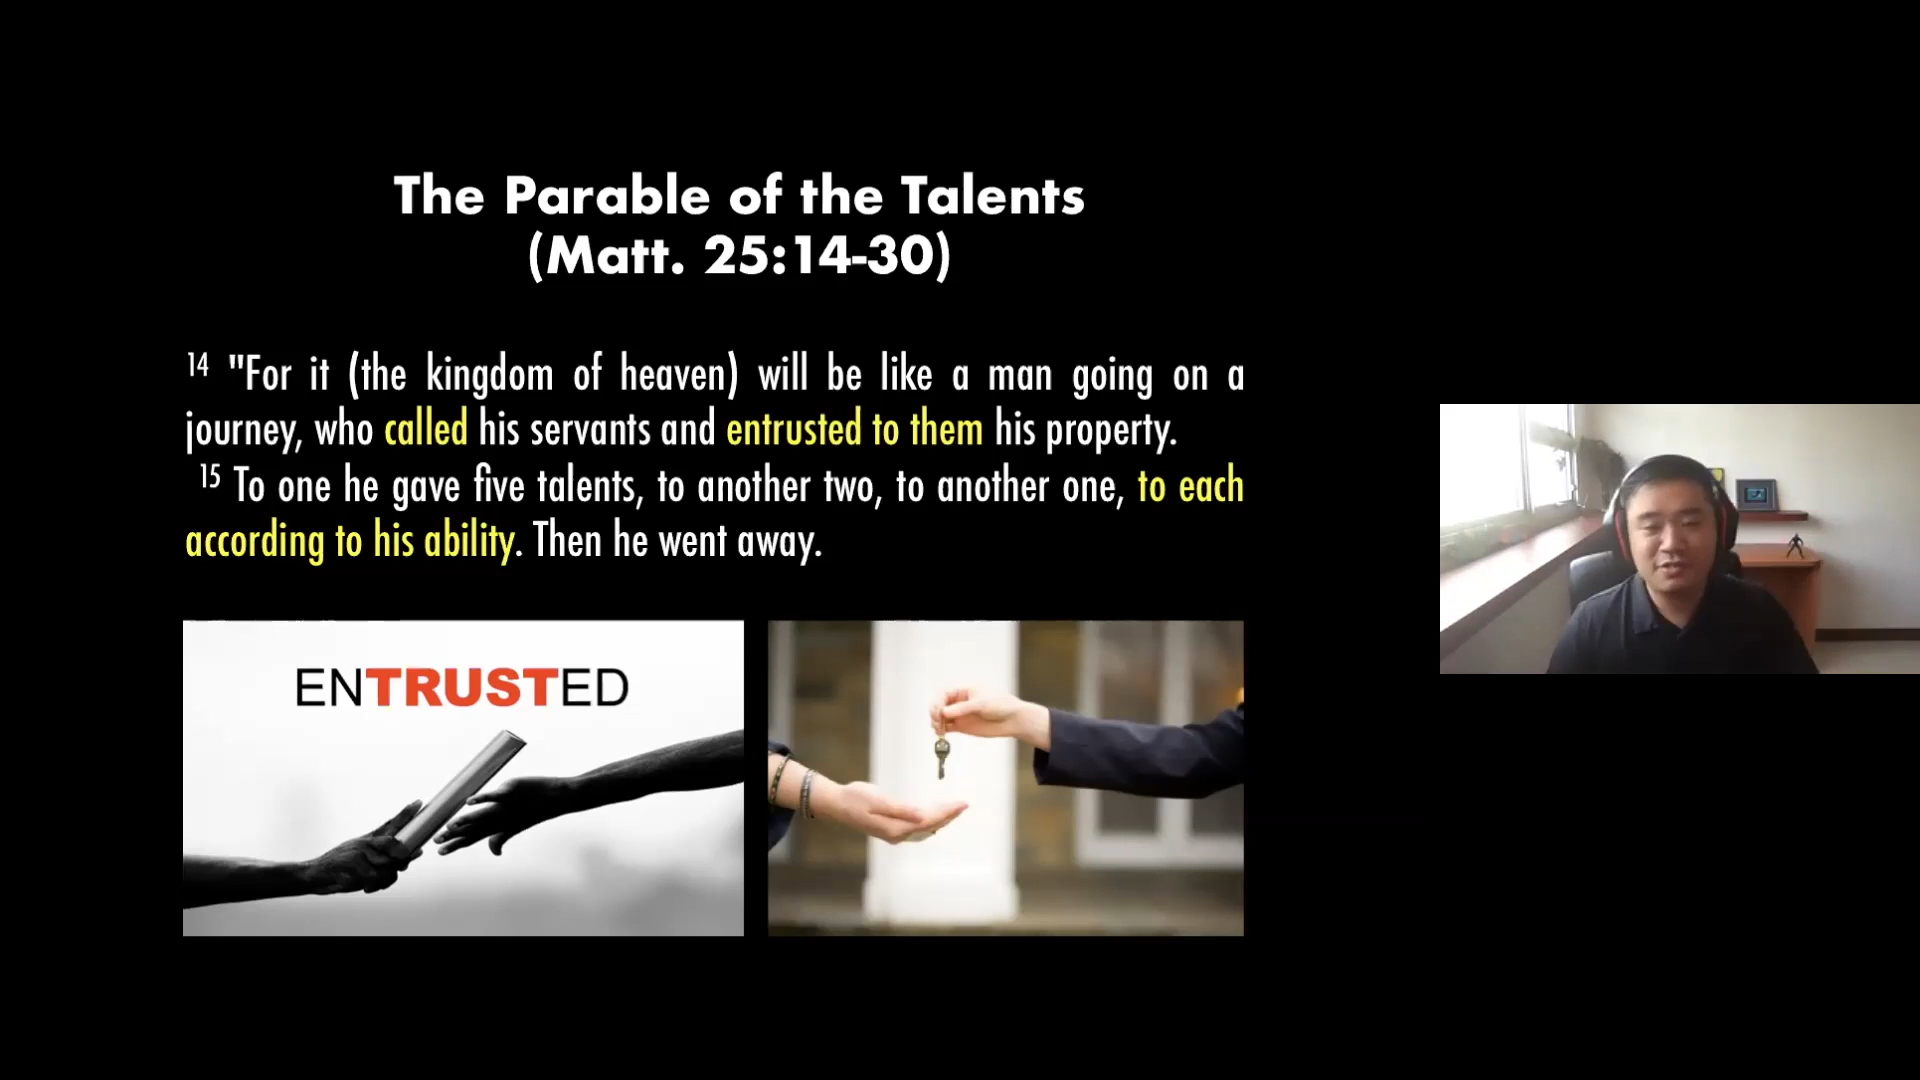 The Parable of the Talents
(Matt. 25:14-30)
14 "For it (the kingdom of heaven) will be like a man going on a
journey, who called his servants and entrusted to them his property.
15 To one he gave five talents, to another two, to another one, to each
according to his ability. Then he went away.
ENTRUSTED